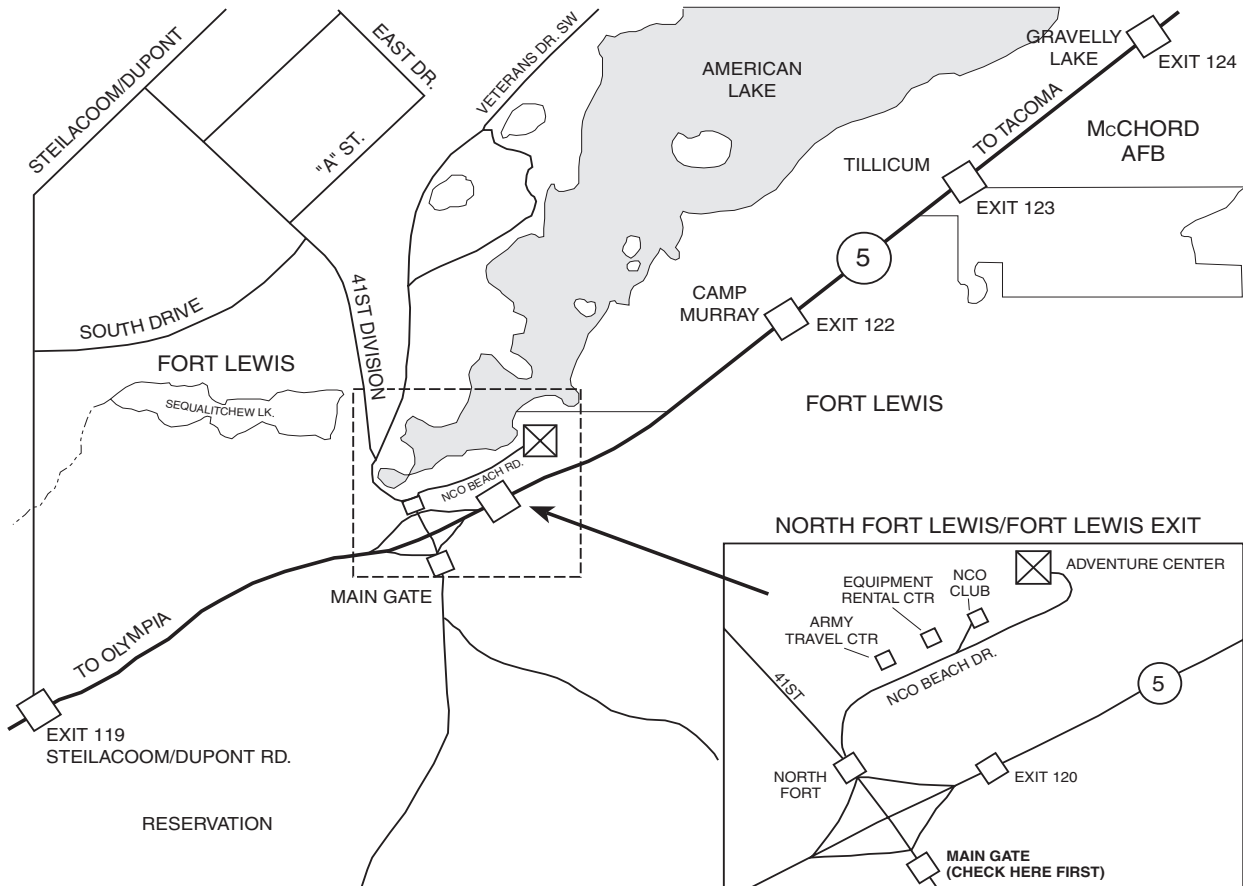 STEILACOOM/DUPONT
EAST DR.
"A" ST.
VETERANS DR. SW
AMERICAN
LAKE
GRAVELLY
LAKE
EXIT 124
TO TACOMA
McCHORD
AFB
TILLICUM
EXIT 123
5
CAMP
MURRAY
EXIT 122
SOUTH DRIVE
41ST DIVISION
FORT LEWIS
SEQUALITCHEW LK.
FORT LEWIS
NCO BEACH RD.
MAIN GATE
TO OLYMPIA
EXIT 119
STEILACOOM/DUPONT RD.
RESERVATION
NORTH FORT LEWIS/FORT LEWIS EXIT
ADVENTURE CENTER
NCO
CLUB
EQUIPMENT
RENTAL CTR
ARMY
TRAVEL CTR
NCO BEACH DR.
41ST
5
NORTH
FORT
EXIT 120
MAIN GATE
(CHECK HERE FIRST)